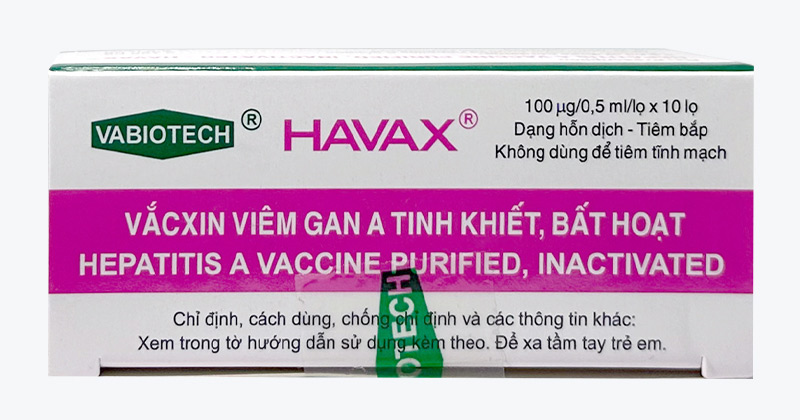 VABIOTECH ® HAVAX®
100 µg/0,5 ml/lọ x 10 lọ
Dạng hỗn dịch - Tiêm bắp
Không dùng để tiêm tĩnh mạch
VẮCXIN VIÊM GAN A TINH KHIẾT, BẤT HOẠT
HEPATITIS A VACCINE PURIFIED, INACTIVATED
Chỉ định, cách dùng, chống chỉ định và các thông tin khác:
Xem trong tờ hướng dẫn sử dụng kèm theo. Để xa tầm tay trẻ em.
OTECH